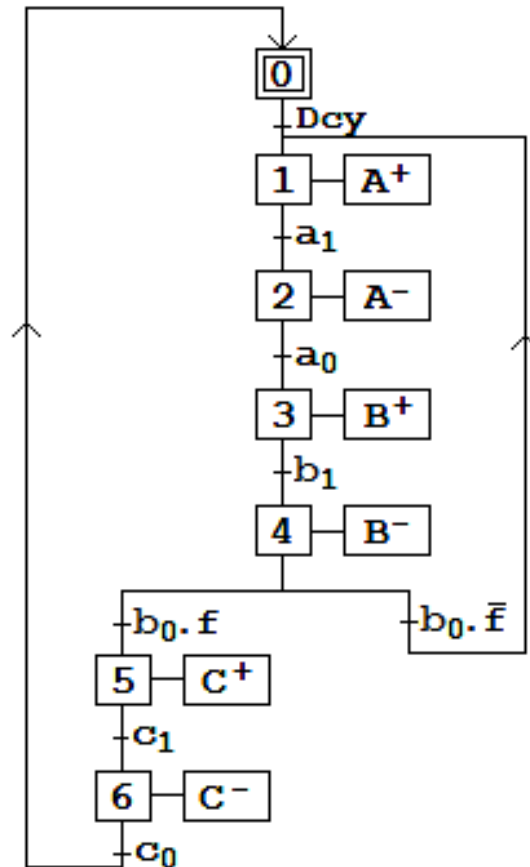 0
Dcy
1 A⁺
a₁
2 A⁻
a₀
3 B⁺
b₁
4 B⁻
b₀.f b₀.f̄
5 C⁺
c₁
6 C⁻
c₀